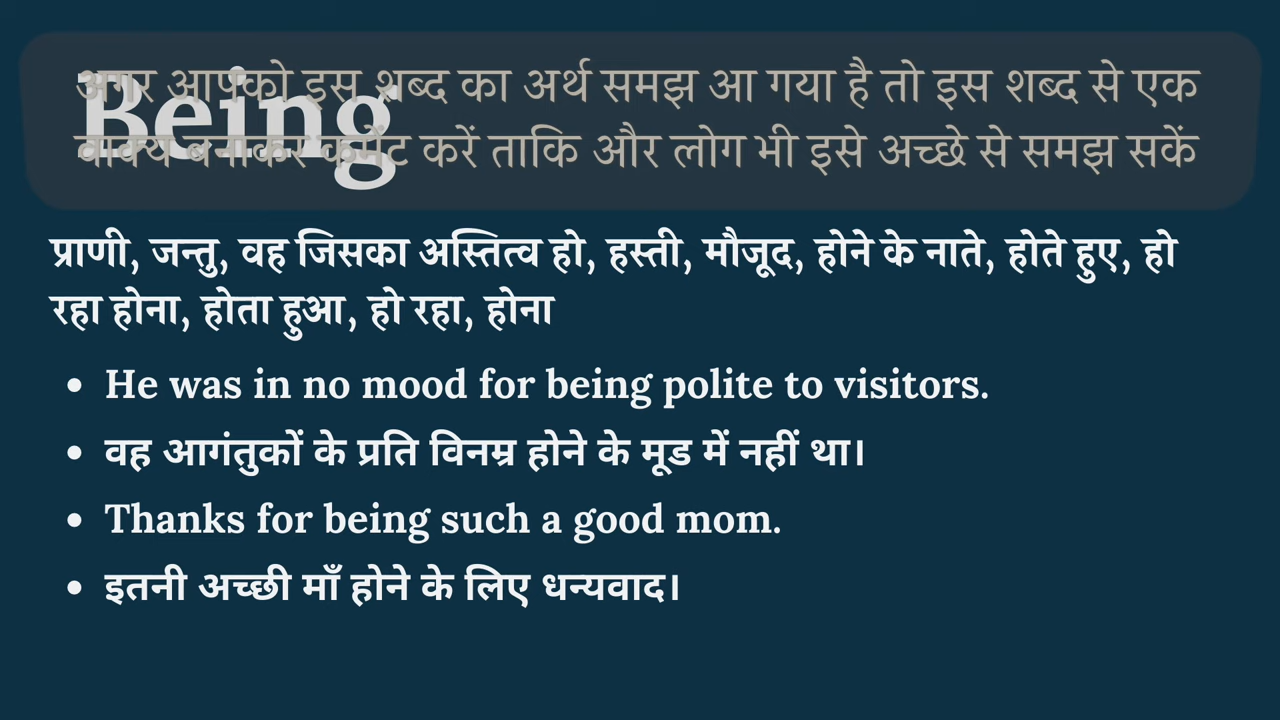 Being
अगर आपको इस शब्द का अर्थ समझ आ गया है तो इस शब्द से एक
वाक्य बनाकर कमेंट करें ताकि और लोग भी इसे अच्छे से समझ सकें
प्राणी, जन्तु, वह जिसका अस्तित्व हो, हस्ती, मौजूद, होने के नाते, होते हुए, हो
रहा होना, होता हुआ, हो रहा, होना
• He was in no mood for being polite to visitors.
• वह आगंतुकों के प्रति विनम्र होने के मूड में नहीं था।
• Thanks for being such a good mom.
• इतनी अच्छी माँ होने के लिए धन्यवाद।